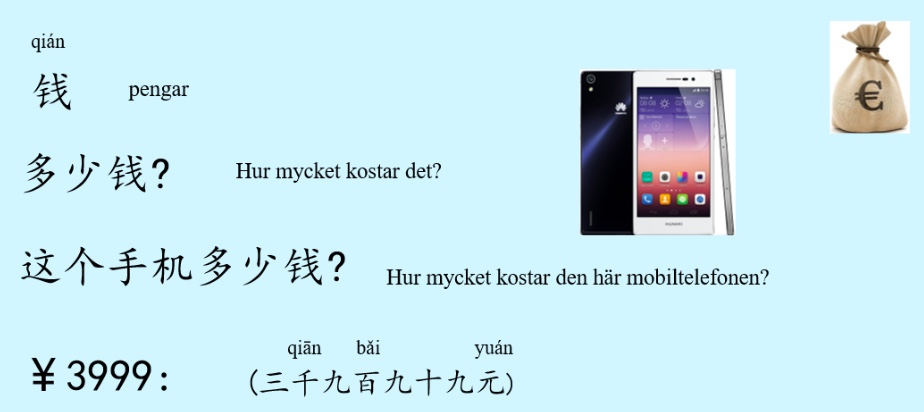 qián
钱 pengar
多少钱? Hur mycket kostar det?
这个手机多少钱? Hur mycket kostar den här mobiltelefonen?
qiān bǎi yuán
￥3999: (三千九百九十九元)
€
HUAWEI